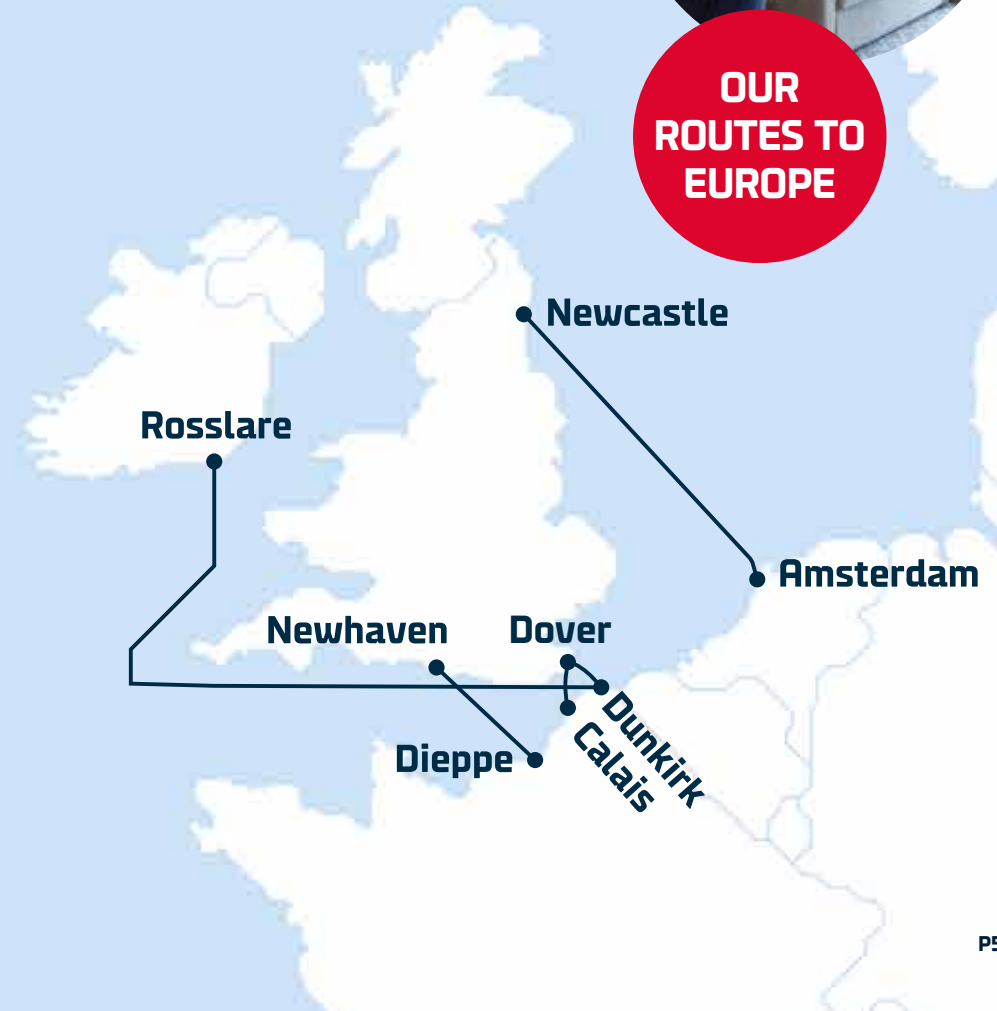 OUR
ROUTES TO
EUROPE
Newcastle
Rosslare
Amsterdam
Newhaven
Dover
Dunkirk
Calais
Dieppe